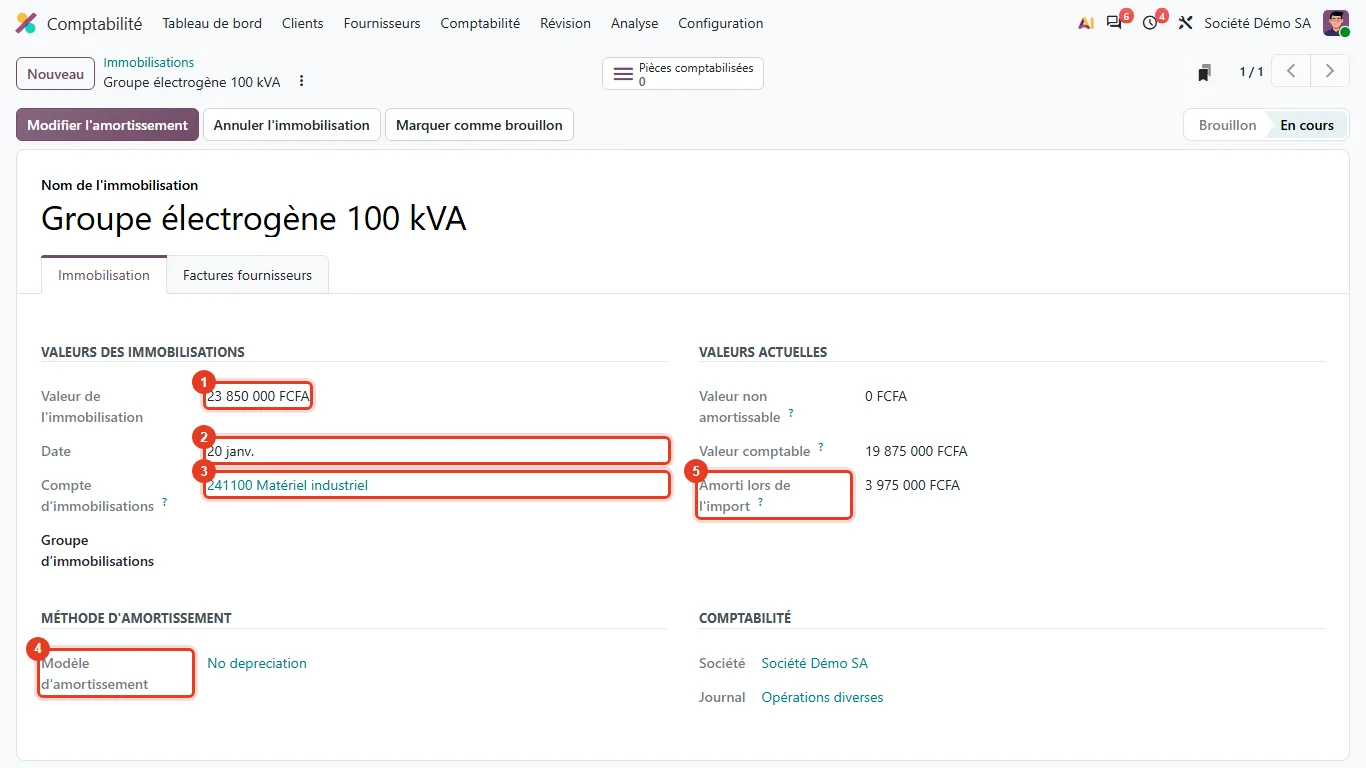 Comptabilité Tableau de bord Clients Fournisseurs Comptabilité Révision Analyse Configuration AI 6 4 Société Démo SA
Nouveau
Immobilisations
Groupe électrogène 100 kVA
Pièces comptabilisées
0
1 / 1
Modifier l'amortissement Annuler l'immobilisation Marquer comme brouillon Brouillon En cours
Nom de l'immobilisation
Groupe électrogène 100 kVA
Immobilisation Factures fournisseurs
VALEURS DES IMMOBILISATIONS
1
Valeur de
l'immobilisation
23 850 000 FCFA
2
Date 20 janv.
3
Compte
d'immobilisations ?
241100 Matériel industriel
Groupe
d'immobilisations
VALEURS ACTUELLES
Valeur non
amortissable ?
0 FCFA
Valeur comptable ? 19 875 000 FCFA
5
Amorti lors de
l'import ?
3 975 000 FCFA
MÉTHODE D'AMORTISSEMENT
4
Modèle
d'amortissement
No depreciation
COMPTABILITÉ
Société Société Démo SA
Journal Opérations diverses